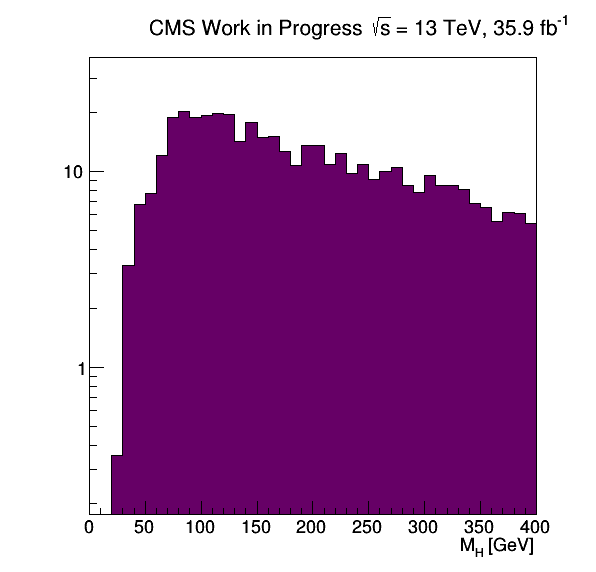 CMS Work in Progress √s = 13 TeV, 35.9 fb⁻¹
10
1
0 50 100 150 200 250 300 350 400
M_H [GeV]